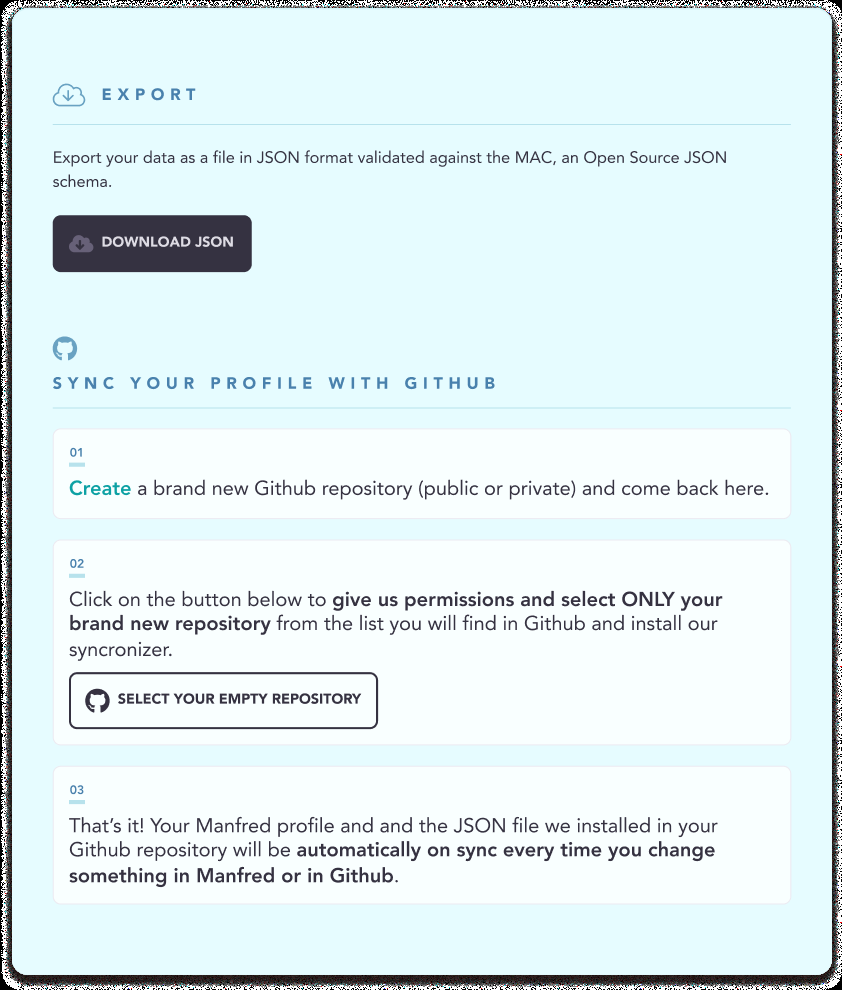 EXPORT
Export your data as a file in JSON format validated against the MAC, an Open Source JSON
schema.
DOWNLOAD JSON
SYNC YOUR PROFILE WITH GITHUB
01
Create a brand new Github repository (public or private) and come back here.
02
Click on the button below to give us permissions and select ONLY your
brand new repository from the list you will find in Github and install our
syncronizer.
SELECT YOUR EMPTY REPOSITORY
03
That’s it! Your Manfred profile and and the JSON file we installed in your
Github repository will be automatically on sync every time you change
something in Manfred or in Github.